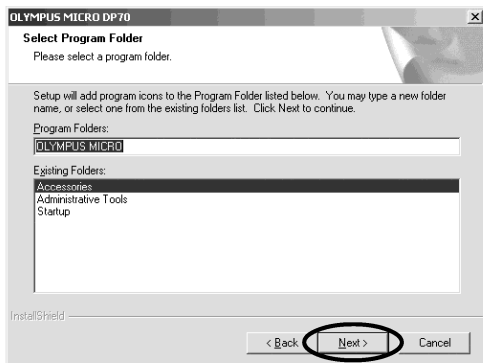 OLYMPUS MICRO DP70
Select Program Folder
Please select a program folder.
Setup will add program icons to the Program Folder listed below. You may type a new folder
name, or select one from the existing folders list. Click Next to continue.
Program Folders:
OLYMPUS MICRO
Existing Folders:
Accessories
Administrative Tools
Startup
InstallShield
< Back Next > Cancel